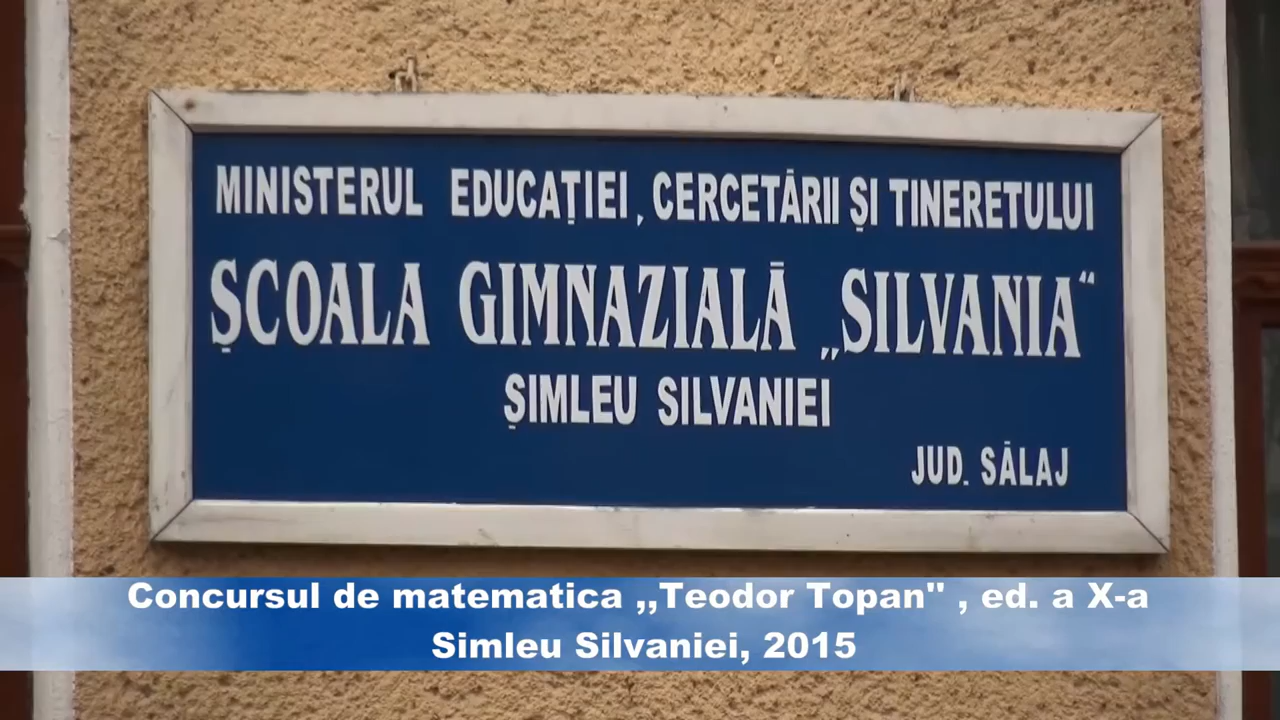 MINISTERUL EDUCAȚIEI, CERCETĂRII ȘI TINERETULUI
ȘCOALA GIMNAZIALĂ „SILVANIA“
ȘIMLEU SILVANIEI
JUD. SĂLAJ
Concursul de matematica ,,Teodor Topan" , ed. a X-a
Simleu Silvaniei, 2015